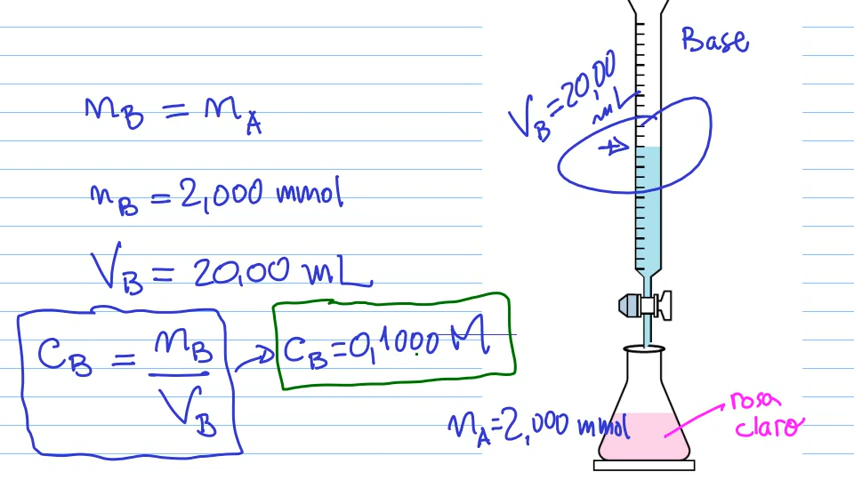 Base
V_B = 20,00 mL
n_B = n_A
n_B = 2,000 mmol
V_B = 20,00 mL
C_B = n_B / V_B
C_B = 0,1000 M
n_A = 2,000 mmol
rosa
claro